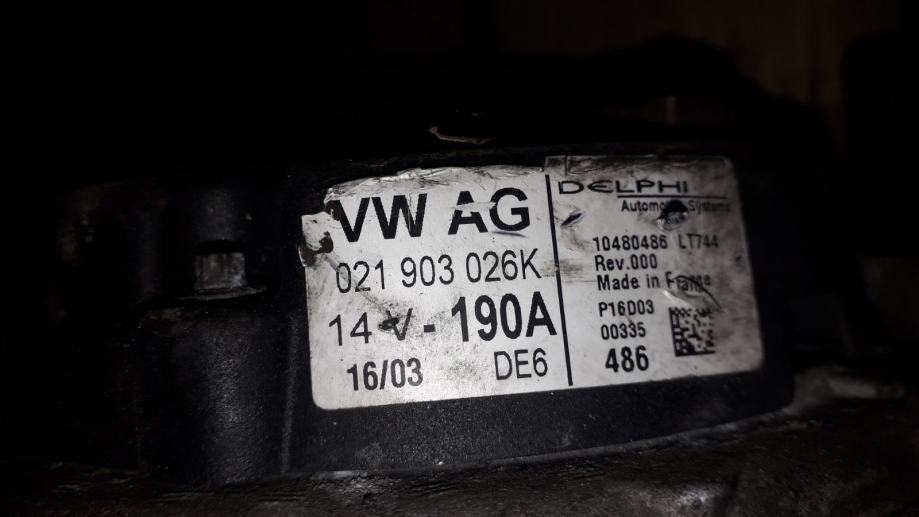 VW AG
021 903 026K
14 V - 190A
16/03 DE6
DELPHI
Automotive Systems
10480486 LT744
Rev.000
Made in France
P16D03
00335
486